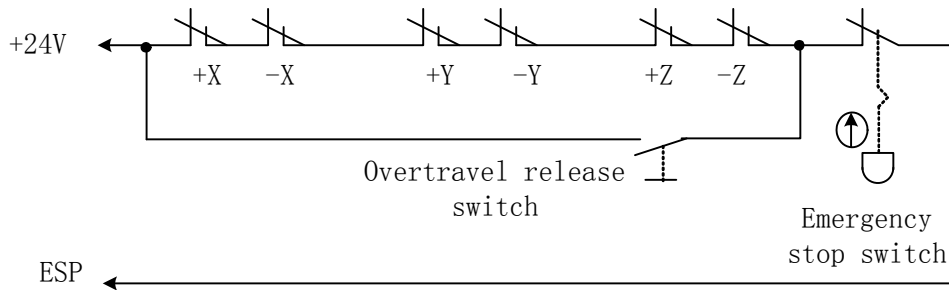 +24V
+X -X +Y -Y +Z -Z
Overtravel release
switch
Emergency
stop switch
ESP